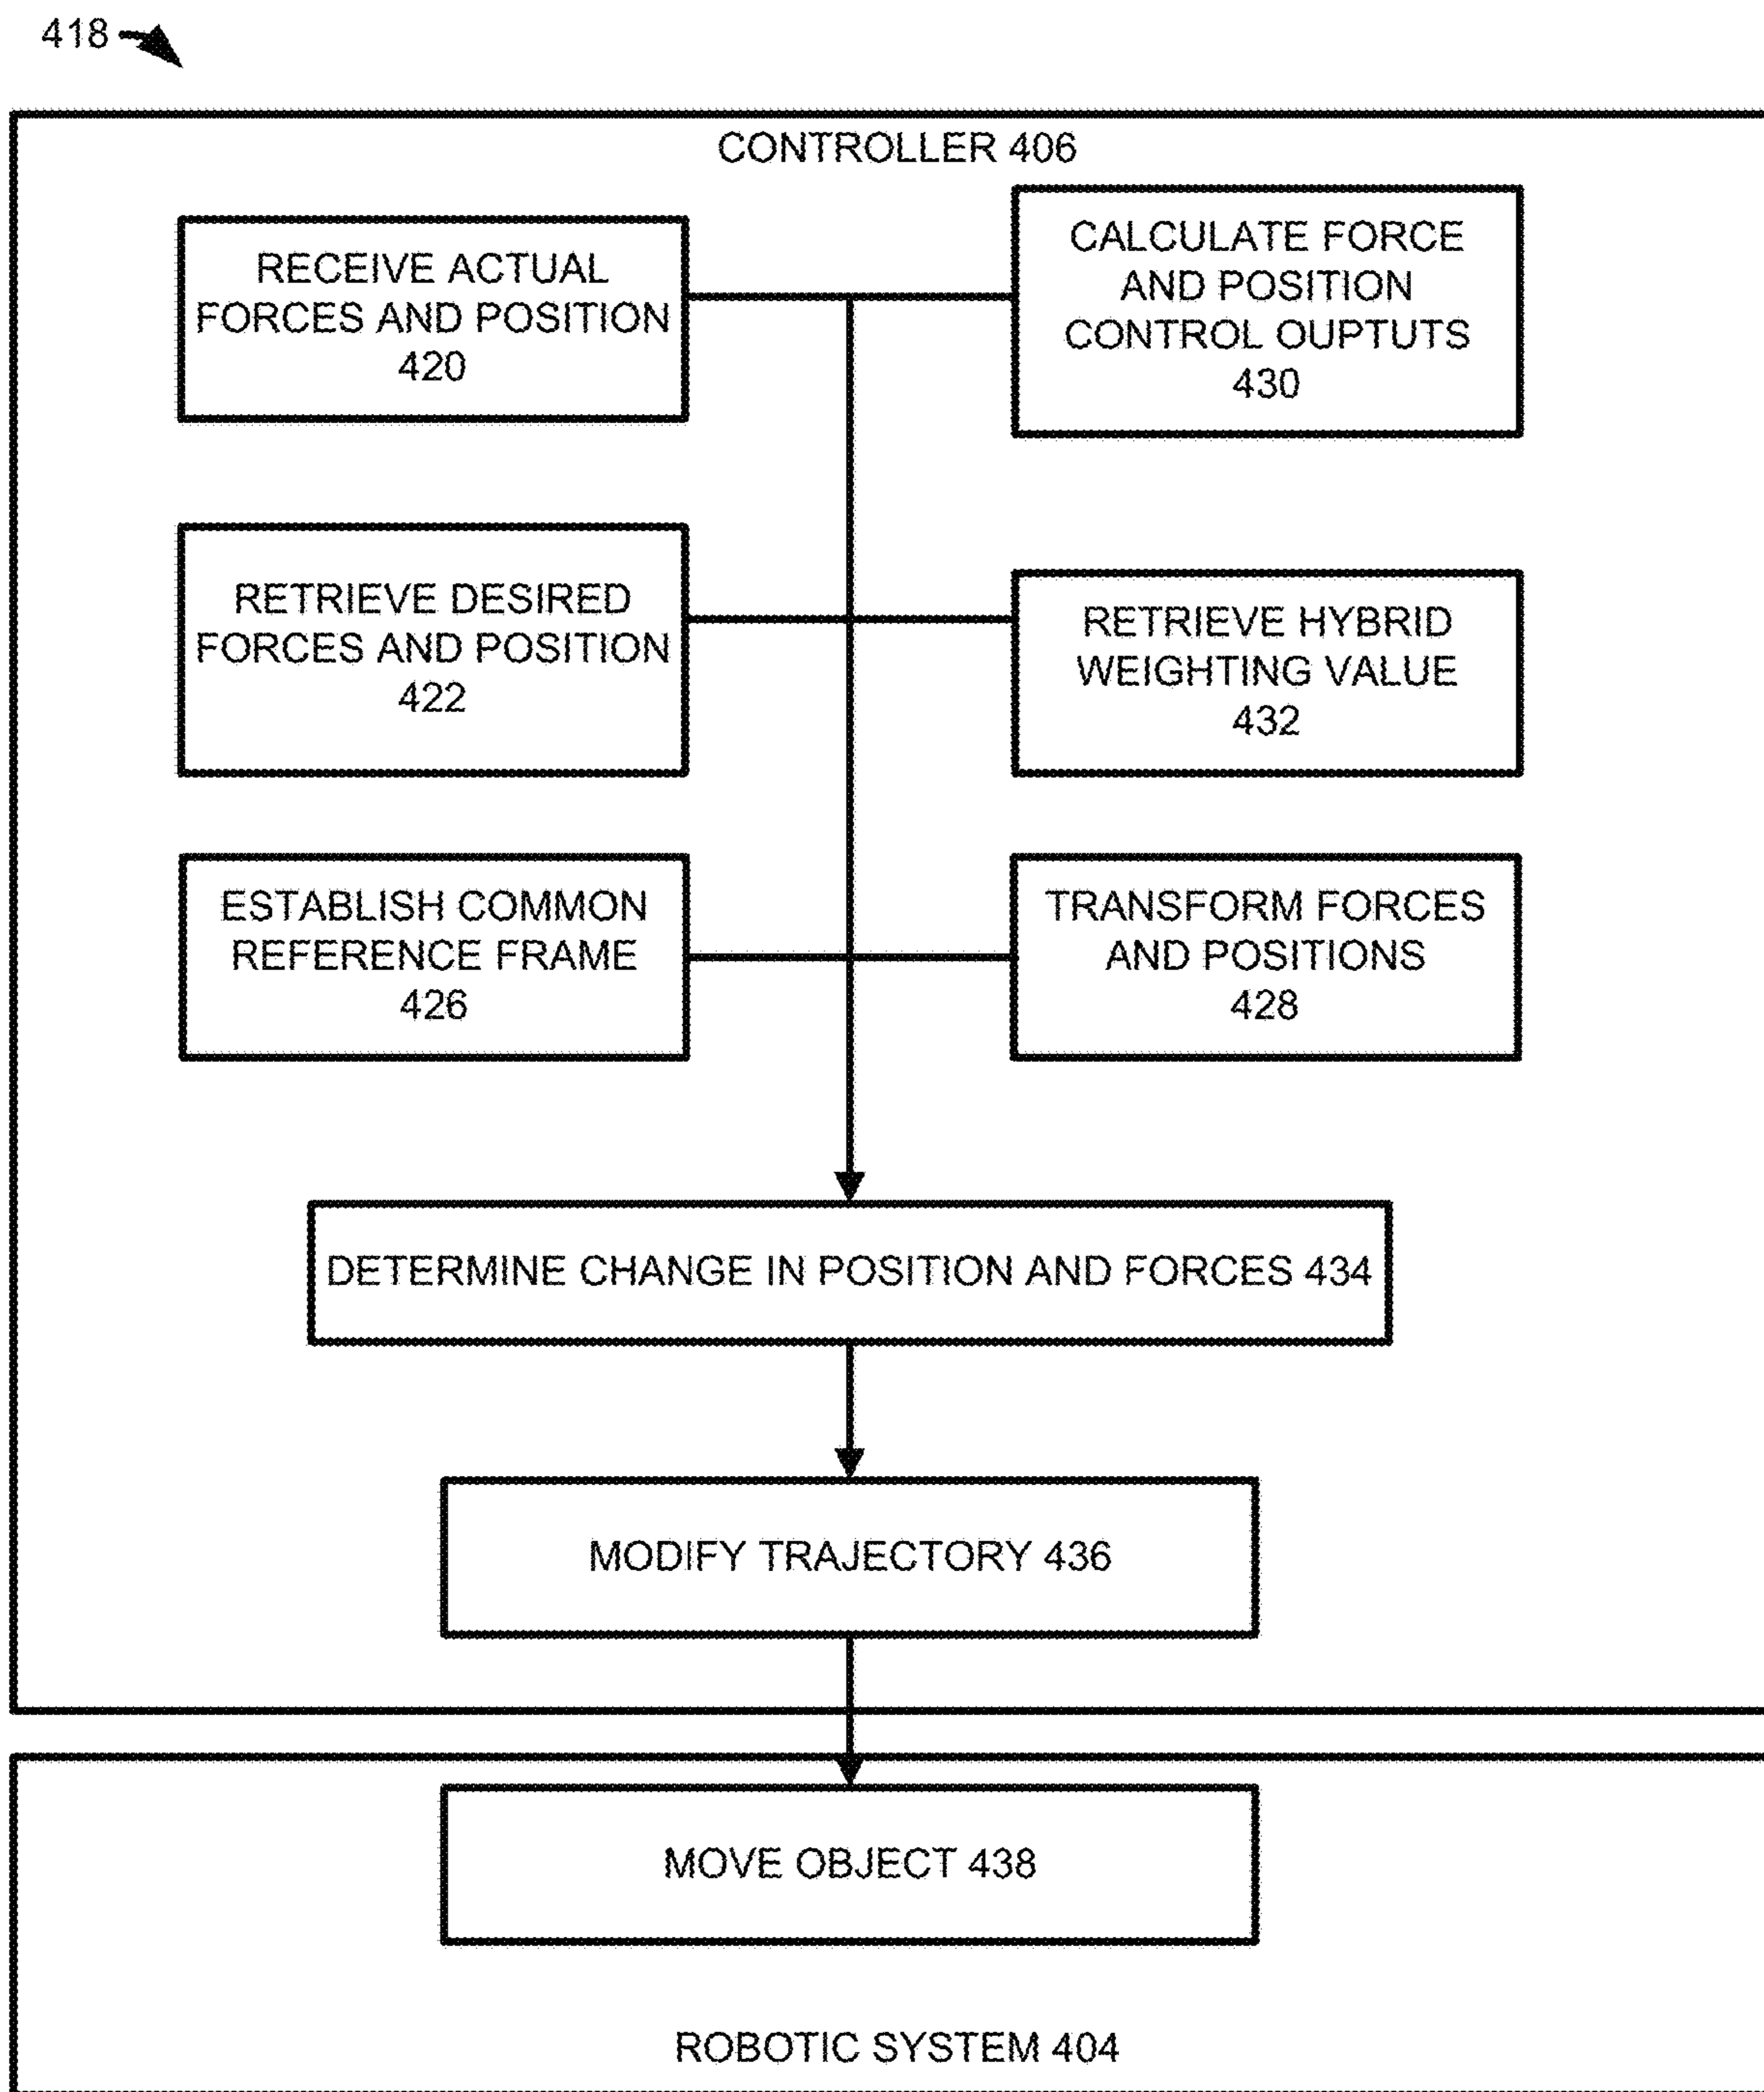 418
CONTROLLER 406
RECEIVE ACTUAL
FORCES AND POSITION
420
CALCULATE FORCE
AND POSITION
CONTROL OUPTUTS
430
RETRIEVE DESIRED
FORCES AND POSITION
422
RETRIEVE HYBRID
WEIGHTING VALUE
432
ESTABLISH COMMON
REFERENCE FRAME
426
TRANSFORM FORCES
AND POSITIONS
428
DETERMINE CHANGE IN POSITION AND FORCES 434
MODIFY TRAJECTORY 436
MOVE OBJECT 438
ROBOTIC SYSTEM 404